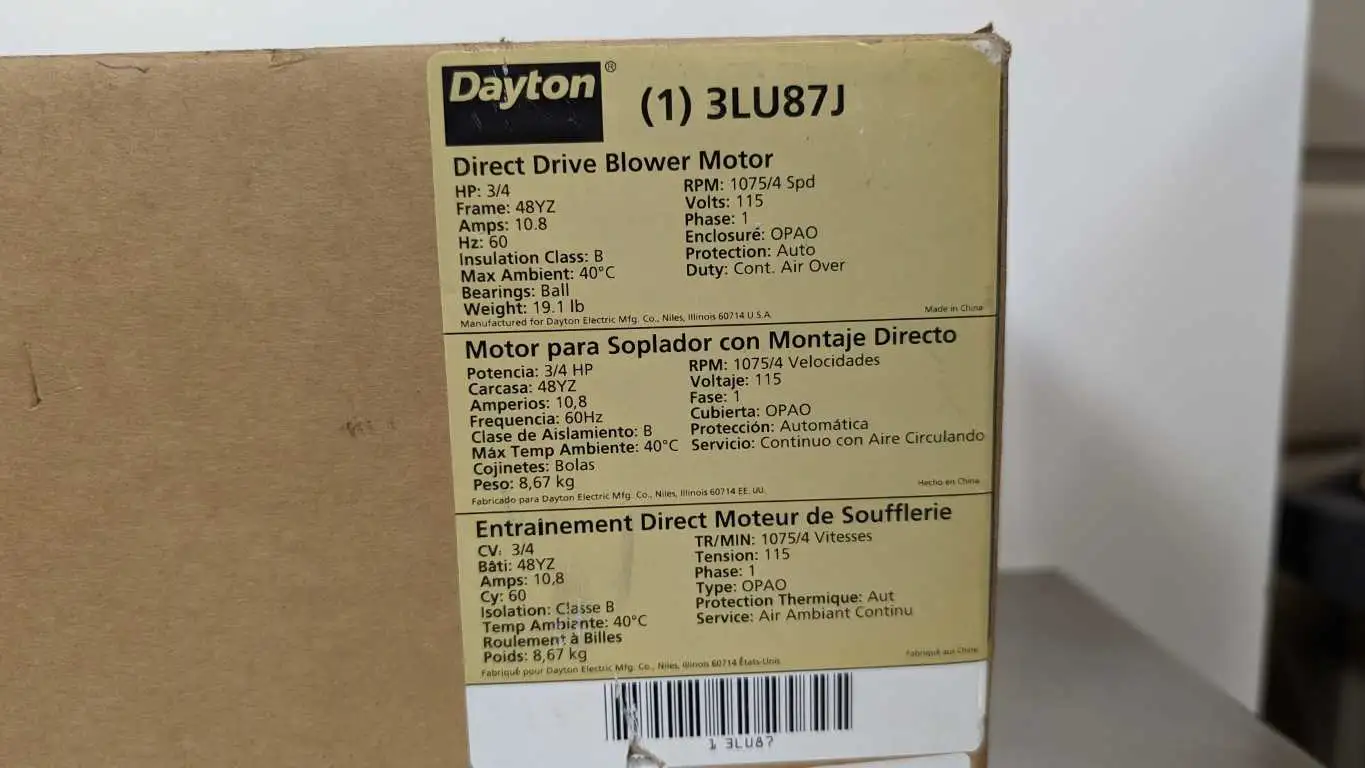 Dayton®
(1) 3LU87J
Direct Drive Blower Motor
HP: 3/4
Frame: 48YZ
Amps: 10.8
Hz: 60
Insulation Class: B
Max Ambient: 40°C
Bearings: Ball
Weight: 19.1 lb
RPM: 1075/4 Spd
Volts: 115
Phase: 1
Enclosuré: OPAO
Protection: Auto
Duty: Cont. Air Over
Manufactured for Dayton Electric Mfg. Co., Niles, Illinois 60714 U.S.A.
Made in China
Motor para Soplador con Montaje Directo
Potencia: 3/4 HP
Carcasa: 48YZ
Amperios: 10,8
Frequencia: 60Hz
Clase de Aislamiento: B
Máx Temp Ambiente: 40°C
Cojinetes: Bolas
Peso: 8,67 kg
RPM: 1075/4 Velocidades
Voltaje: 115
Fase: 1
Cubierta: OPAO
Protección: Automática
Servicio: Continuo con Aire Circulando
Fabricado para Dayton Electric Mfg. Co., Niles, Illinois 60714 EE. UU.
Hecho en China
Entraînement Direct Moteur de Soufflerie
CV: 3/4
Bâti: 48YZ
Amps: 10,8
Cy: 60
Isolation: Classe B
Temp Ambiante: 40°C
Roulement à Billes
Poids: 8,67 kg
TR/MIN: 1075/4 Vitesses
Tension: 115
Phase: 1
Type: OPAO
Protection Thermique: Aut
Service: Air Ambiant Continu
Fabriqué pour Dayton Electric Mfg. Co., Niles, Illinois 60714 États-Unis
Fabriqué aus Chine
1 3LU87